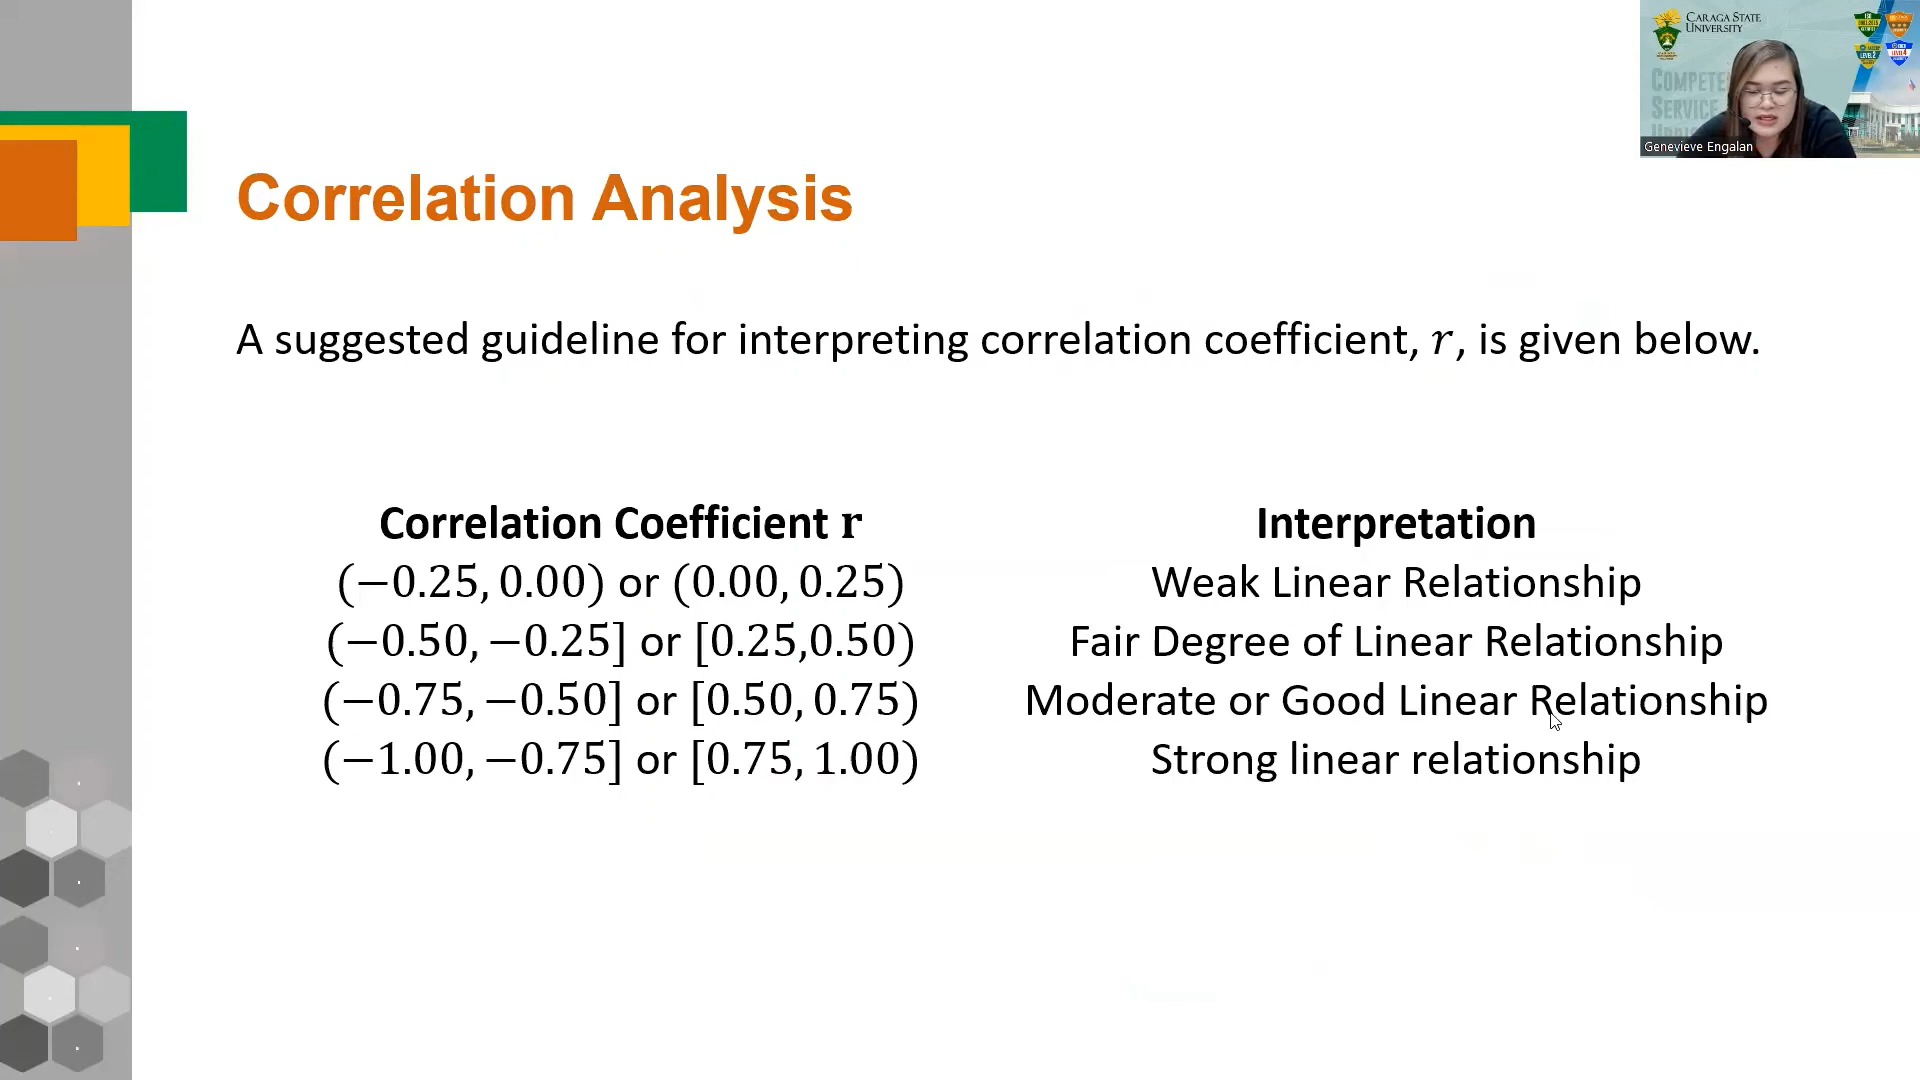 CARAGA STATE
UNIVERSITY
COMPETE
SERVICE
Genevieve Engalan
Correlation Analysis
A suggested guideline for interpreting correlation coefficient, r, is given below.
Correlation Coefficient r Interpretation
(−0.25, 0.00) or (0.00, 0.25) Weak Linear Relationship
(−0.50, −0.25] or [0.25,0.50) Fair Degree of Linear Relationship
(−0.75, −0.50] or [0.50, 0.75) Moderate or Good Linear Relationship
(−1.00, −0.75] or [0.75, 1.00) Strong linear relationship